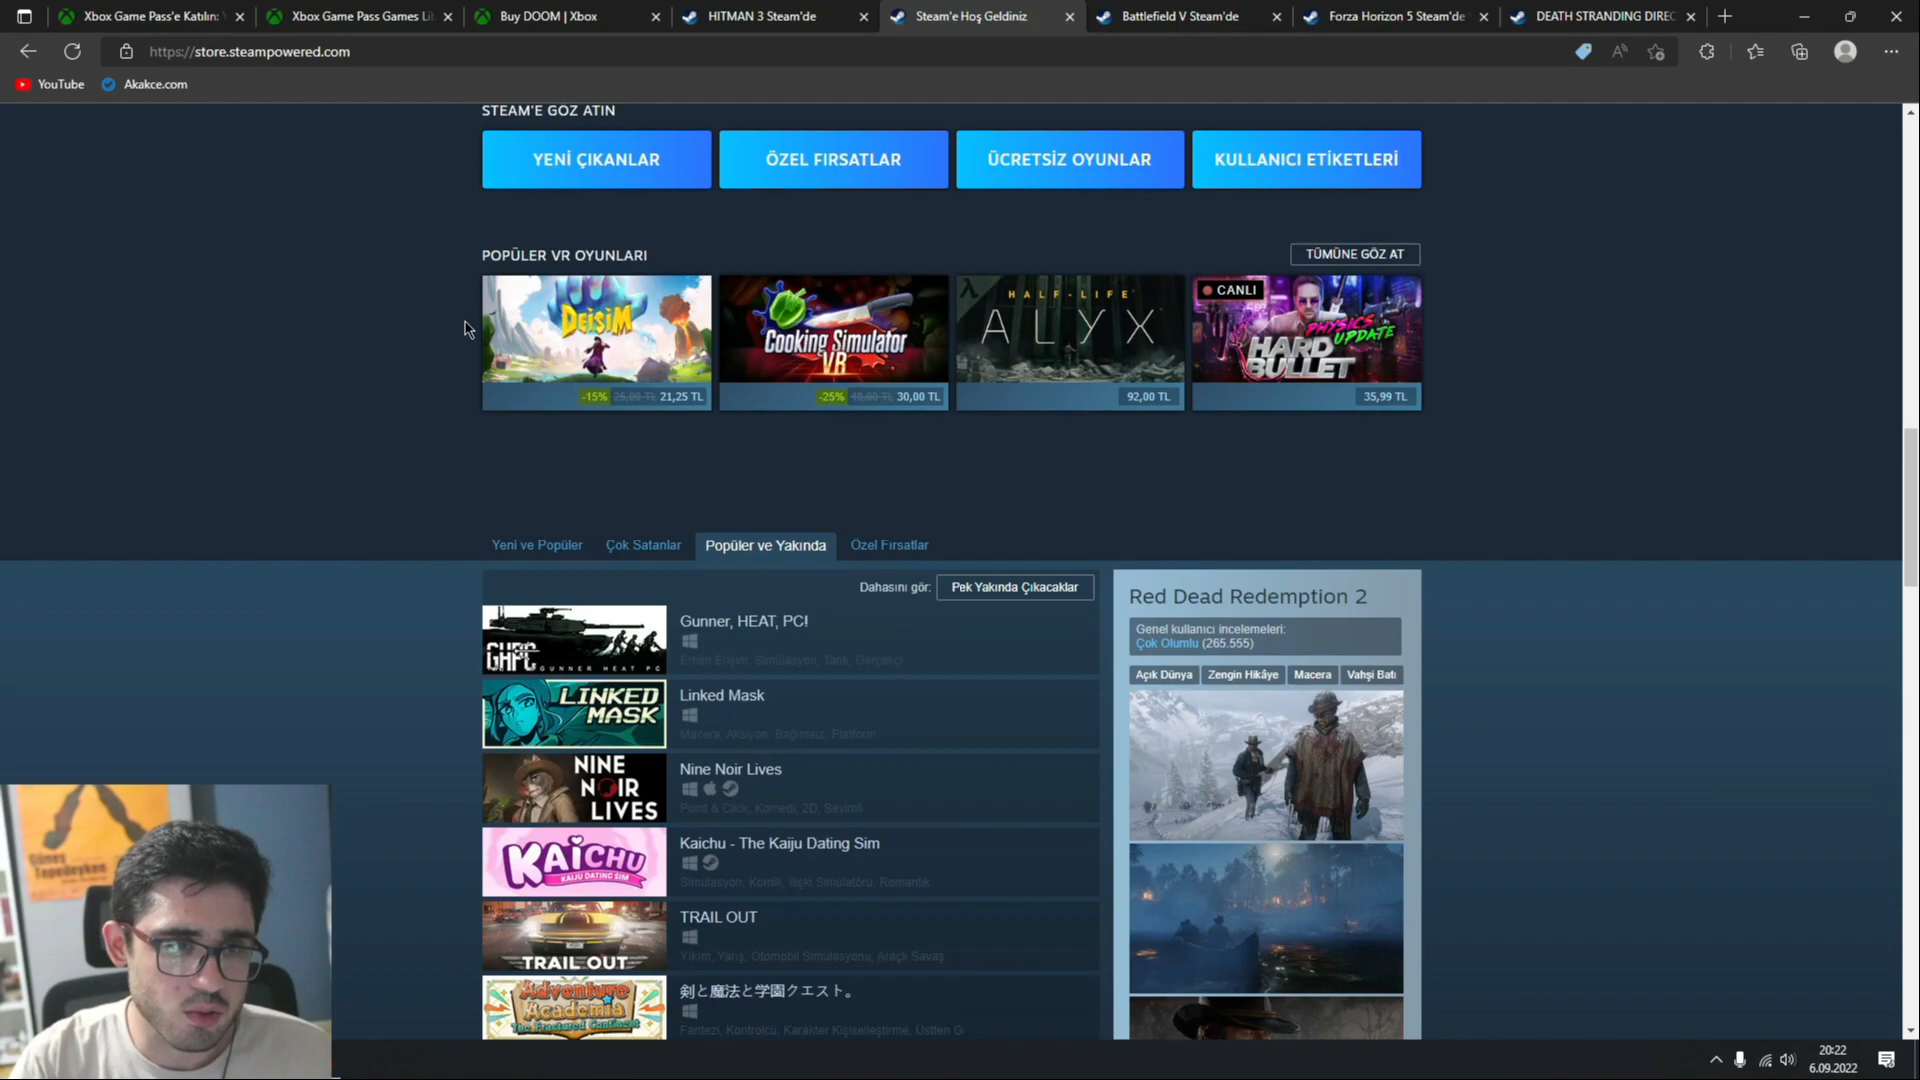 Xbox Game Pass'e Katılın:
Xbox Game Pass Games Li
Buy DOOM | Xbox
HITMAN 3 Steam'de
Steam'e Hoş Geldiniz
Battlefield V Steam'de
Forza Horizon 5 Steam'de
DEATH STRANDING DIREC
https://store.steampowered.com
YouTube
Akakce.com
STEAM'E GÖZ ATIN
YENİ ÇIKANLAR
ÖZEL FIRSATLAR
ÜCRETSİZ OYUNLAR
KULLANICI ETİKETLERİ
POPÜLER VR OYUNLARI
TÜMÜNE GÖZ AT
DEISIM
Cooking Simulator
VR
HALF-LIFE
ALYX
CANLI
PHYSICS
UPDATE
HARD
BULLET
-15% 25,00 TL 21,25 TL
-25% 40,00 TL 30,00 TL
92,00 TL
35,99 TL
Yeni ve Popüler
Çok Satanlar
Popüler ve Yakında
Özel Fırsatlar
Dahasını gör:
Pek Yakında Çıkacaklar
GHPC
GUNNER HEAT PC
Gunner, HEAT, PC!
Erken Erişim, Simülasyon, Tank, Gerçekçi
LINKED
MASK
Linked Mask
Macera, Aksiyon, Bağımsız, Platform
NINE
NOIR
LIVES
Nine Noir Lives
Point & Click, Komedi, 2D, Sevimli
KAICHU
KAIJU DATING SIM
Kaichu - The Kaiju Dating Sim
Simülasyon, Komik, İlişki Simülatörü, Romantik
TRAIL OUT
TRAIL OUT
Yıkım, Yarış, Otomobil Simülasyonu, Araçlı Savaş
Adventure
Academia
The Fractured Continent
剣と魔法と学園クエスト。
Fantezi, Kontrolcü, Karakter Kişiselleştirme, Üstten G
Red Dead Redemption 2
Genel kullanıcı incelemeleri:
Çok Olumlu (265.555)
Açık Dünya
Zengin Hikâye
Macera
Vahşi Batı
Güneş
Tepedeyken
20:22
6.09.2022